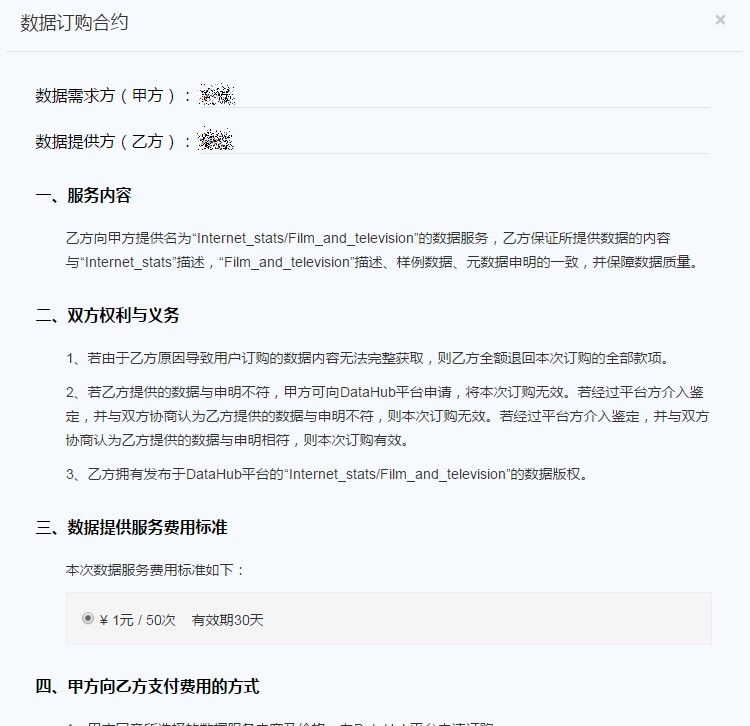 数据订购合约
×
数据需求方（甲方）：
数据提供方（乙方）：
一、服务内容
乙方向甲方提供名为“Internet_stats/Film_and_television”的数据服务，乙方保证所提供数据的内容
与“Internet_stats”描述，“Film_and_television”描述、样例数据、元数据申明的一致，并保障数据质量。
二、双方权利与义务
1、若由于乙方原因导致用户订购的数据内容无法完整获取，则乙方全额退回本次订购的全部款项。
2、若乙方提供的数据与申明不符，甲方可向DataHub平台申请，将本次订购无效。若经过平台方介入鉴
定，并与双方协商认为乙方提供的数据与申明不符，则本次订购无效。若经过平台方介入鉴定，并与双方
协商认为乙方提供的数据与申明相符，则本次订购有效。
3、乙方拥有发布于DataHub平台的“Internet_stats/Film_and_television”的数据版权。
三、数据提供服务费用标准
本次数据服务费用标准如下：
¥ 1元 / 50次 有效期30天
四、甲方向乙方支付费用的方式